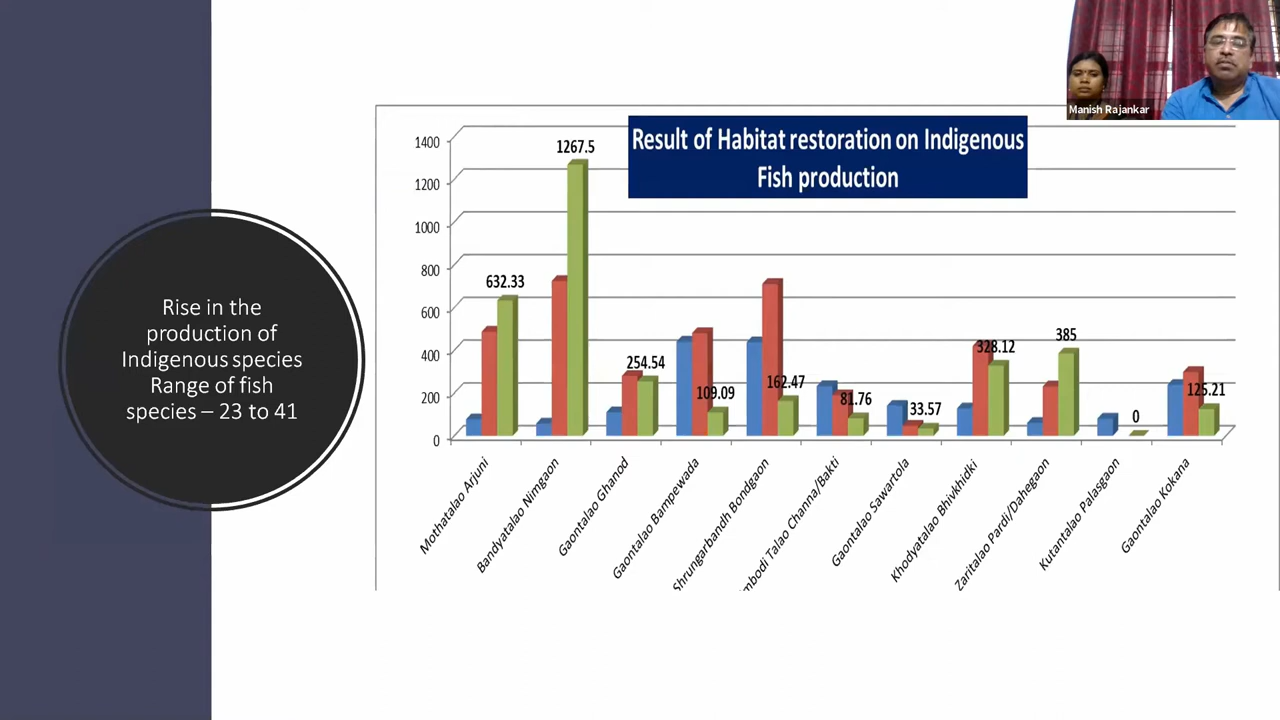 Manish Rajankar
Result of Habitat restoration on Indigenous
Fish production
Rise in the
production of
Indigenous species
Range of fish
species – 23 to 41
1400
1200
1000
800
600
400
200
0
632.33
1267.5
254.54
109.09
162.47
81.76
33.57
328.12
385
0
125.21
Mothatalao Arjuni
Bandyatalao Nimgaon
Gaontalao Ghanod
Gaontalao Bampewada
Shrungarbandh Bondgaon
Talao Channa/Bakti
Gaontalao Sawartola
Khodyatalao Bhivkhidki
Zaritalao Pardi/Dahegaon
Kutantalao Palasgaon
Gaontalao Kokana